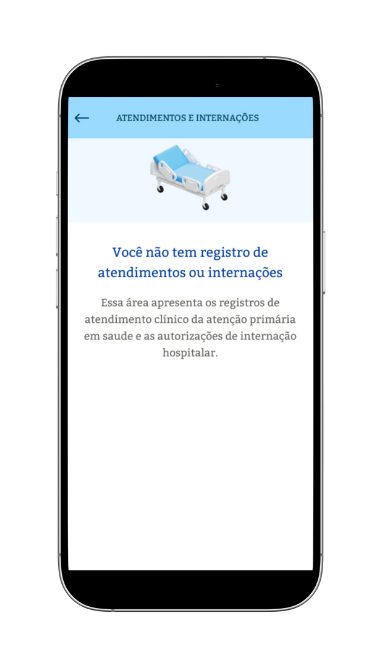 ATENDIMENTOS E INTERNAÇÕES
Você não tem registro de
atendimentos ou internações
Essa área apresenta os registros de
atendimento clínico da atenção primária
em saude e as autorizações de internação
hospitalar.